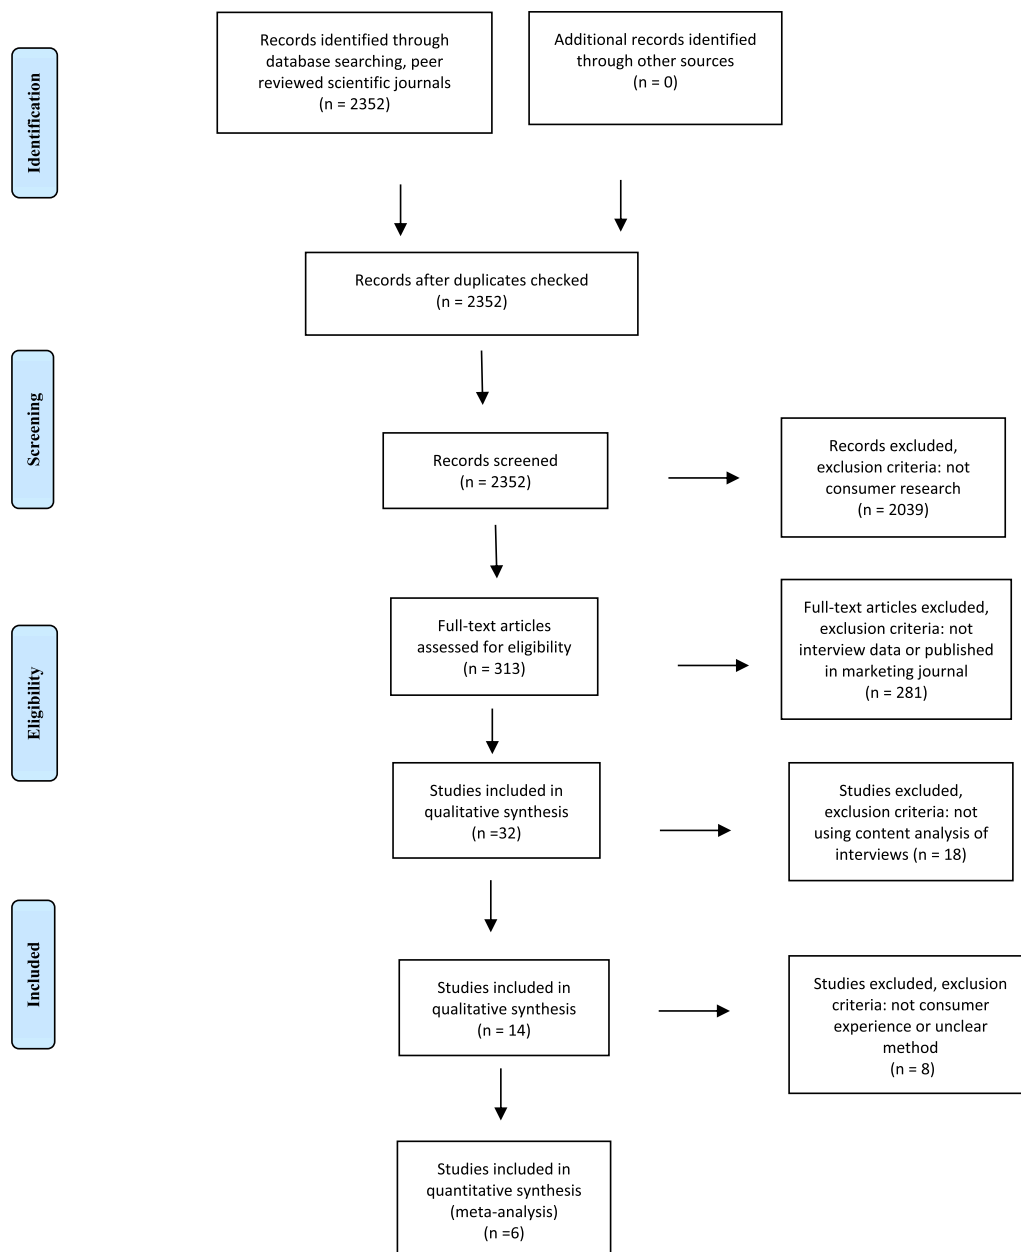 Identification
Records identified through
database searching, peer
reviewed scientific journals
(n = 2352)
Additional records identified
through other sources
(n = 0)
Records after duplicates checked
(n = 2352)
Screening
Records screened
(n = 2352)
Records excluded,
exclusion criteria: not
consumer research
(n = 2039)
Eligibility
Full-text articles
assessed for eligibility
(n = 313)
Full-text articles excluded,
exclusion criteria: not
interview data or published
in marketing journal
(n = 281)
Studies included in
qualitative synthesis
(n =32)
Studies excluded,
exclusion criteria: not
using content analysis of
interviews (n = 18)
Included
Studies included in
qualitative synthesis
(n = 14)
Studies excluded, exclusion
criteria: not consumer
experience or unclear
method
(n = 8)
Studies included in
quantitative synthesis
(meta-analysis)
(n =6)